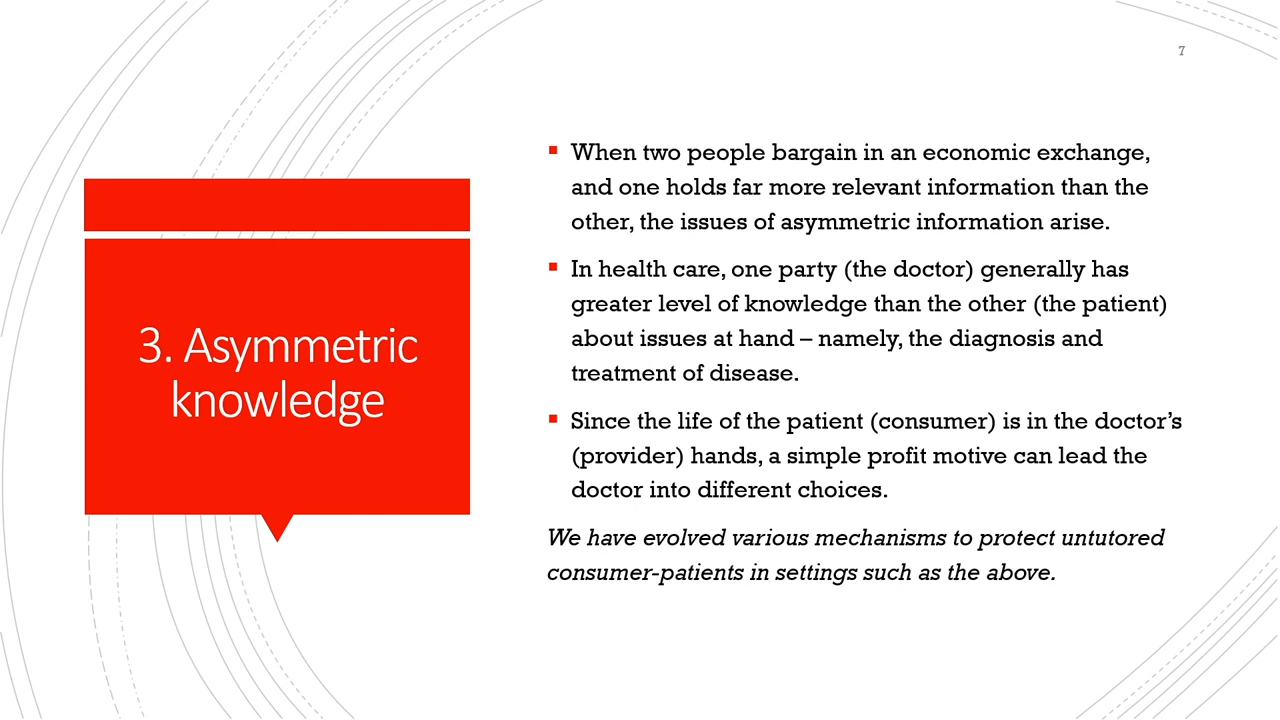 7
3. Asymmetric
knowledge
▪ When two people bargain in an economic exchange,
and one holds far more relevant information than the
other, the issues of asymmetric information arise.
▪ In health care, one party (the doctor) generally has
greater level of knowledge than the other (the patient)
about issues at hand – namely, the diagnosis and
treatment of disease.
▪ Since the life of the patient (consumer) is in the doctor’s
(provider) hands, a simple profit motive can lead the
doctor into different choices.
We have evolved various mechanisms to protect untutored
consumer-patients in settings such as the above.